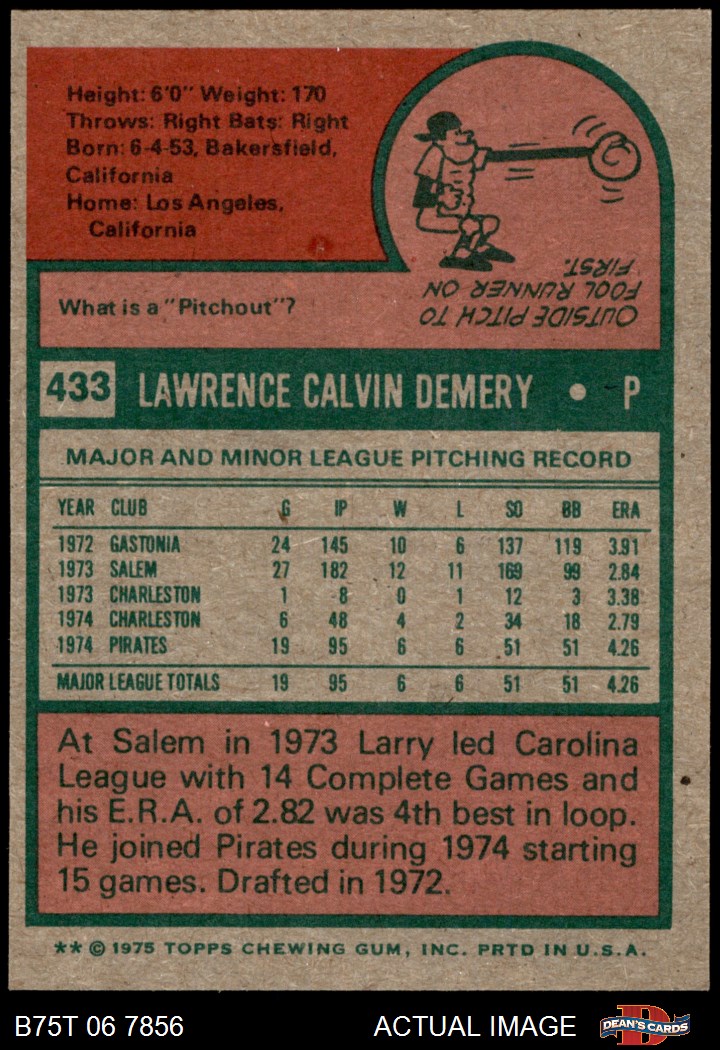 Height: 6'0" Weight: 170
Throws: Right Bats: Right
Born: 6-4-53, Bakersfield,
California
Home: Los Angeles,
California
What is a "Pitchout"?
OUTSIDE PITCH TO
FOOL RUNNER ON
FIRST.
433 LAWRENCE CALVIN DEMERY • P
MAJOR AND MINOR LEAGUE PITCHING RECORD
YEAR CLUB G IP W L SO BB ERA
1972 GASTONIA 24 145 10 6 137 119 3.91
1973 SALEM 27 182 12 11 169 99 2.84
1973 CHARLESTON 1 8 0 1 12 3 3.38
1974 CHARLESTON 6 48 4 2 34 18 2.79
1974 PIRATES 19 95 6 6 51 51 4.26
MAJOR LEAGUE TOTALS 19 95 6 6 51 51 4.26
At Salem in 1973 Larry led Carolina
League with 14 Complete Games and
his E.R.A. of 2.82 was 4th best in loop.
He joined Pirates during 1974 starting
15 games. Drafted in 1972.
** © 1975 TOPPS CHEWING GUM, INC. PRTD IN U.S.A.
B75T 06 7856 ACTUAL IMAGE DEAN'S CARDS